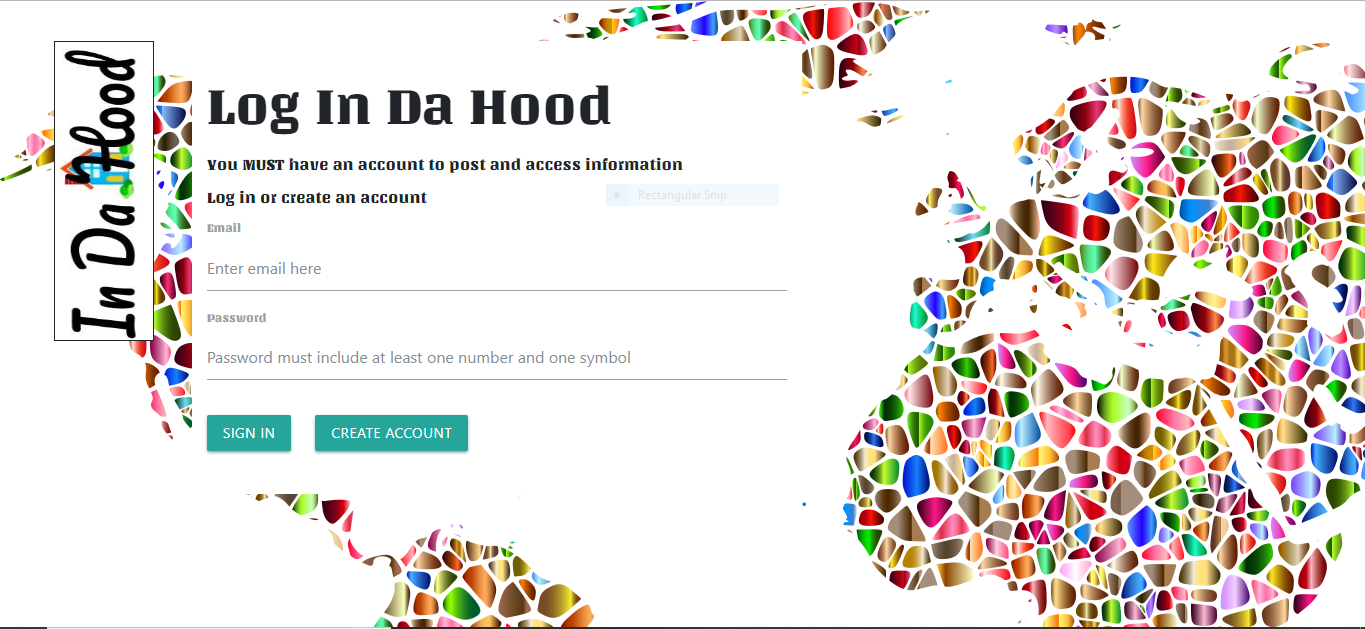 In Da Hood
Log In Da Hood
You MUST have an account to post and access information
Log in or create an account
Rectangular Snip
Email
Enter email here
Password
Password must include at least one number and one symbol
SIGN IN
CREATE ACCOUNT